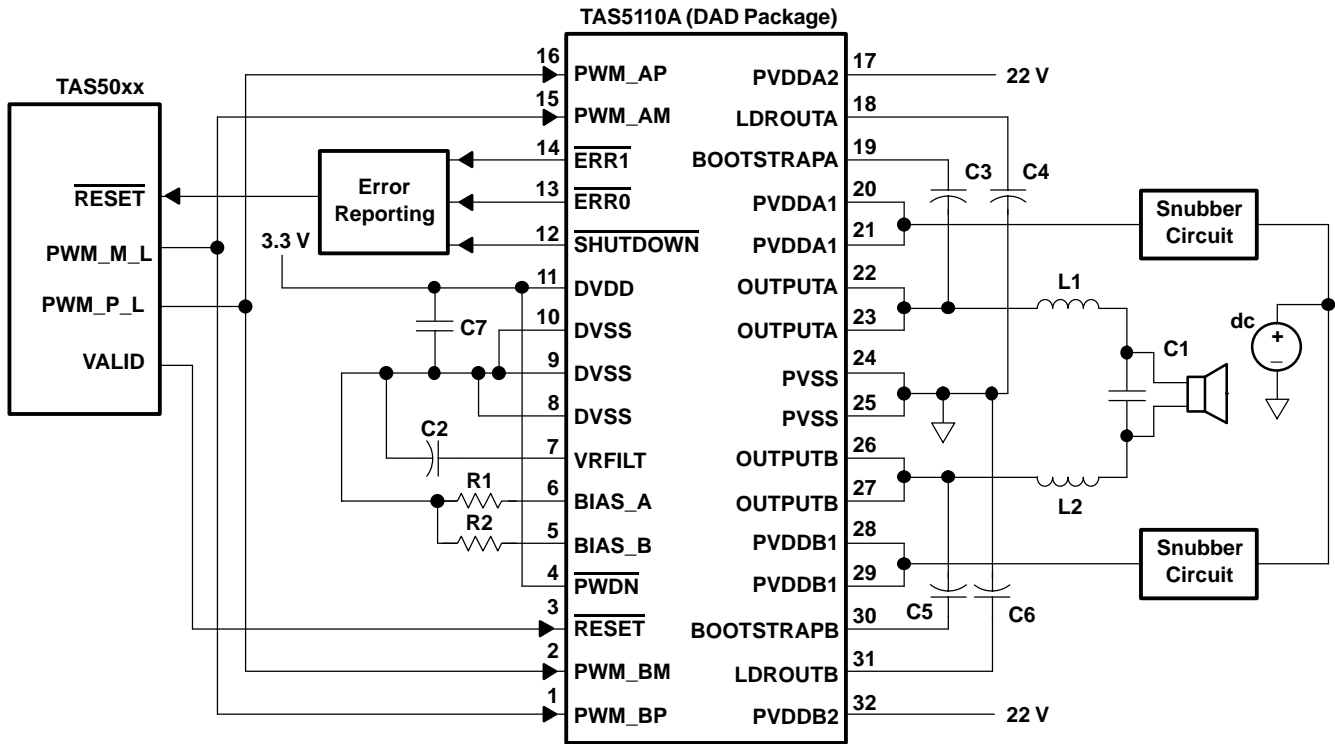 TAS5110A (DAD Package)
TAS50xx
RESET
PWM_M_L
PWM_P_L
VALID
Error
Reporting
3.3 V
C7
C2
R1
R2
16
PWM_AP
15
PWM_AM
14
ERR1
13
ERR0
12
SHUTDOWN
11
DVDD
10
DVSS
9
DVSS
8
DVSS
7
VRFILT
6
BIAS_A
5
BIAS_B
4
PWDN
3
RESET
2
PWM_BM
1
PWM_BP
PVDDA2
17
22 V
LDROUTA
18
BOOTSTRAPA
19
C3
C4
PVDDA1
20
PVDDA1
21
Snubber
Circuit
OUTPUTA
22
L1
OUTPUTA
23
dc
+
–
C1
PVSS
24
PVSS
25
OUTPUTB
26
OUTPUTB
27
L2
PVDDB1
28
PVDDB1
29
Snubber
Circuit
C5
C6
BOOTSTRAPB
30
LDROUTB
31
PVDDB2
32
22 V